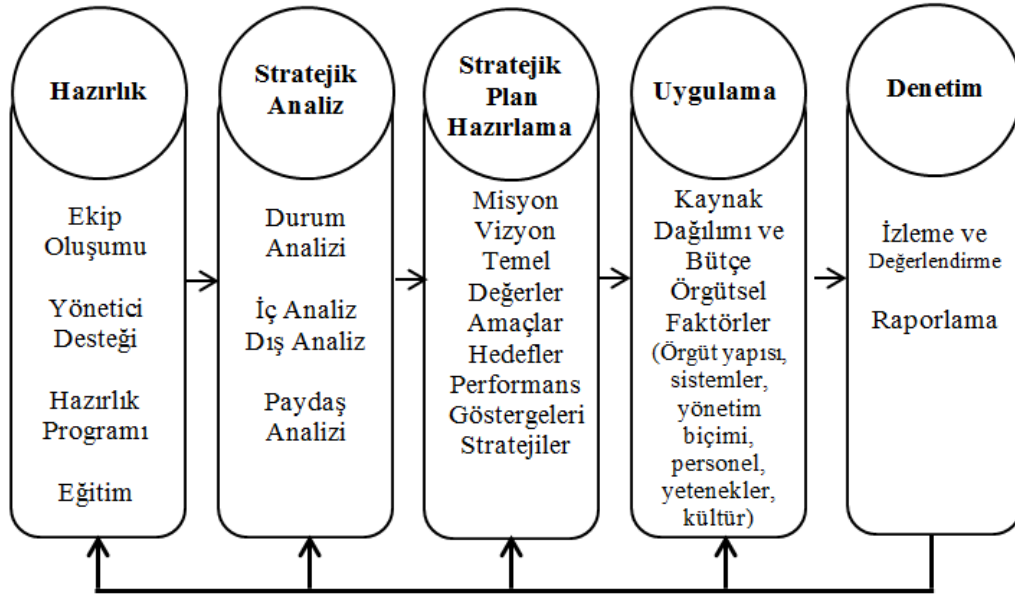 Hazırlık
Ekip
Oluşumu
Yönetici
Desteği
Hazırlık
Programı
Eğitim
Stratejik
Analiz
Durum
Analizi
İç Analiz
Dış Analiz
Paydaş
Analizi
Stratejik
Plan
Hazırlama
Misyon
Vizyon
Temel
Değerler
Amaçlar
Hedefler
Performans
Göstergeleri
Stratejiler
Uygulama
Kaynak
Dağılımı ve
Bütçe
Örgütsel
Faktörler
(Örgüt yapısı,
sistemler,
yönetim
biçimi,
personel,
yetenekler,
kültür)
Denetim
İzleme ve
Değerlendirme
Raporlama